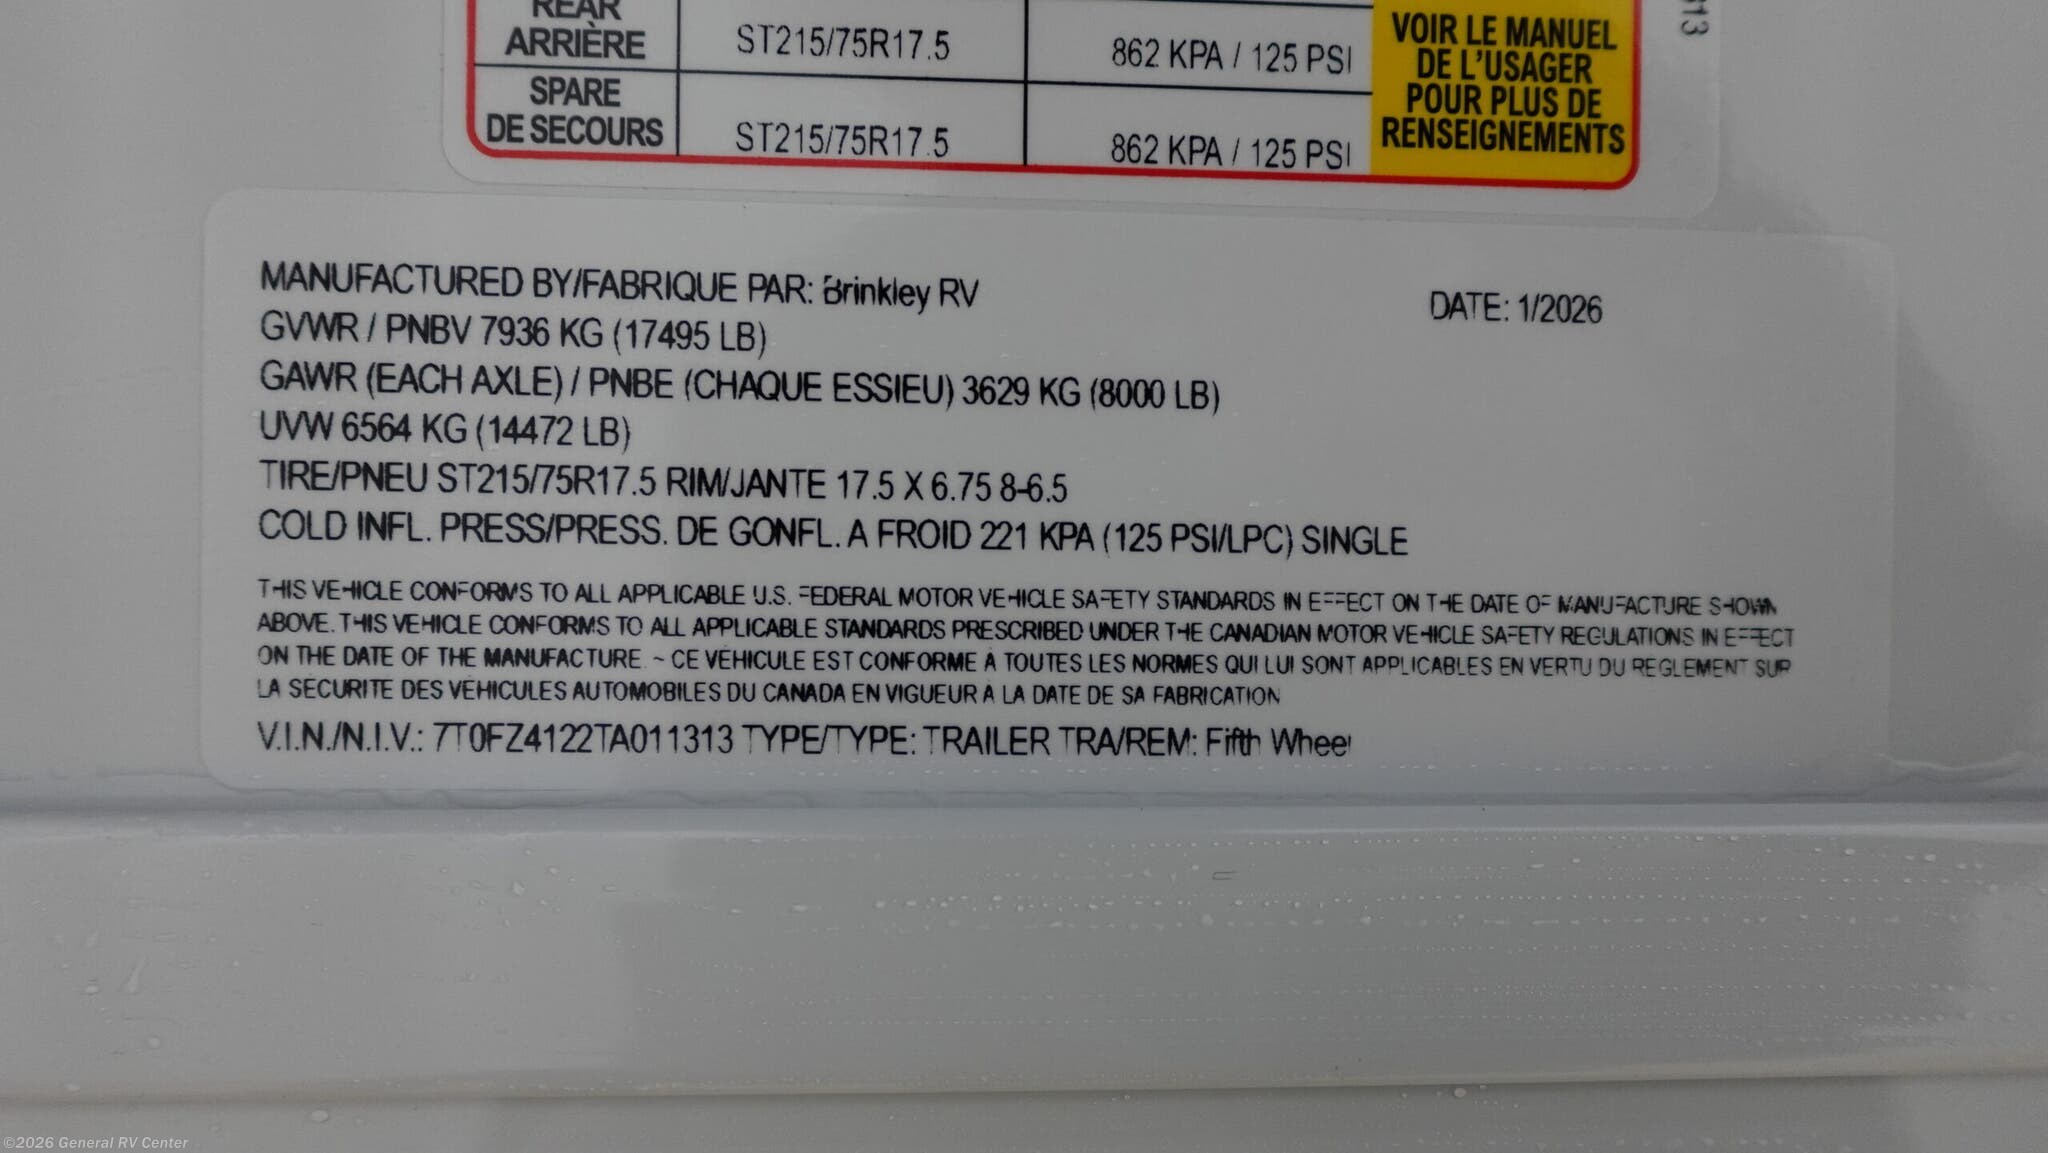 REAR
ARRIÈRE
ST215/75R17.5
862 KPA / 125 PSI
SPARE
DE SECOURS
ST215/75R17.5
862 KPA / 125 PSI
VOIR LE MANUEL
DE L'USAGER
POUR PLUS DE
RENSEIGNEMENTS
313
MANUFACTURED BY/FABRIQUE PAR: Brinkley RV
DATE: 1/2026
GVWR / PNBV 7936 KG (17495 LB)
GAWR (EACH AXLE) / PNBE (CHAQUE ESSIEU) 3629 KG (8000 LB)
UVW 6564 KG (14472 LB)
TIRE/PNEU ST215/75R17.5 RIM/JANTE 17.5 X 6.75 8-6.5
COLD INFL. PRESS/PRESS. DE GONFL. A FROID 221 KPA (125 PSI/LPC) SINGLE
THIS VEHICLE CONFORMS TO ALL APPLICABLE U.S. FEDERAL MOTOR VEHICLE SAFETY STANDARDS IN EFFECT ON THE DATE OF MANUFACTURE SHOWN
ABOVE. THIS VEHICLE CONFORMS TO ALL APPLICABLE STANDARDS PRESCRIBED UNDER THE CANADIAN MOTOR VEHICLE SAFETY REGULATIONS IN EFFECT
ON THE DATE OF THE MANUFACTURE. ~ CE VÉHICULE EST CONFORME À TOUTES LES NORMES QUI LUI SONT APPLICABLES EN VERTU DU REGLEMENT SUR
LA SÉCURITE DES VÉHICULES AUTOMOBILES DU CANADA EN VIGUEUR À LA DATE DE SA FABRICATION
V.I.N./N.I.V.: 7T0FZ4122TA011313 TYPE/TYPE: TRAILER TRA/REM: Fifth Wheel
©2026 General RV Center